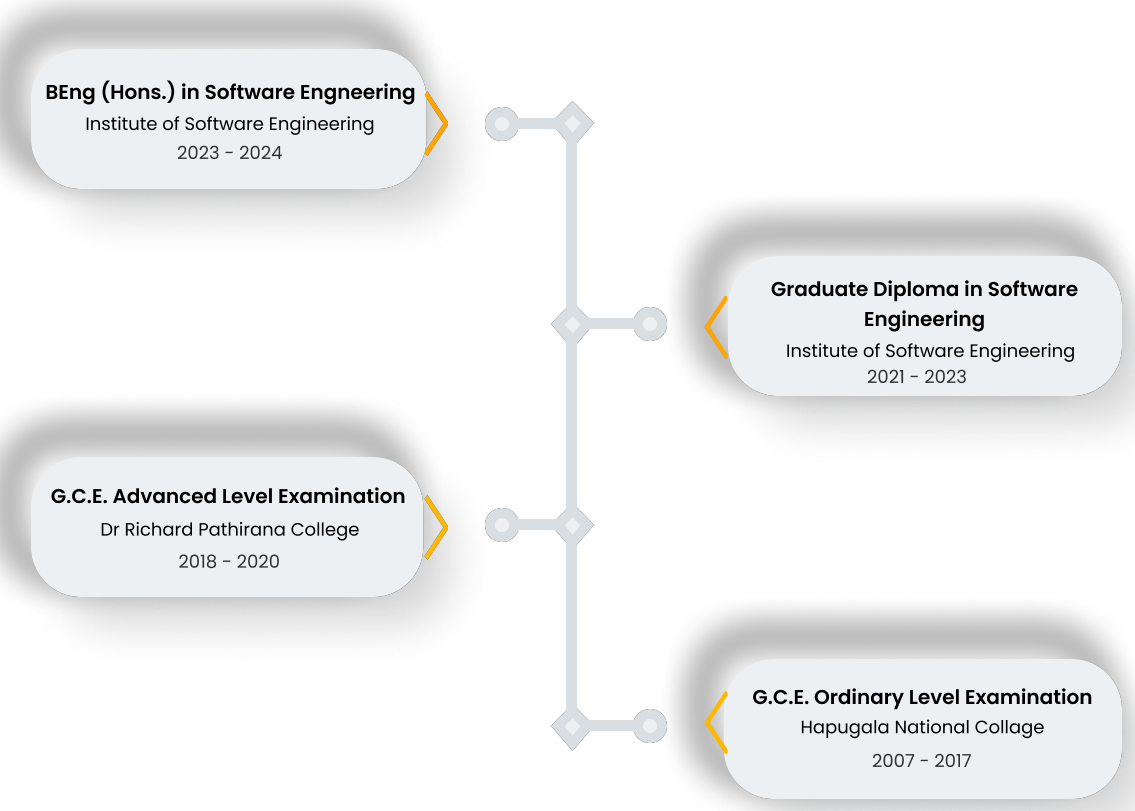 BEng (Hons.) in Software Engneering
Institute of Software Engineering
2023 - 2024
Graduate Diploma in Software
Engineering
Institute of Software Engineering
2021 - 2023
G.C.E. Advanced Level Examination
Dr Richard Pathirana College
2018 - 2020
G.C.E. Ordinary Level Examination
Hapugala National Collage
2007 - 2017